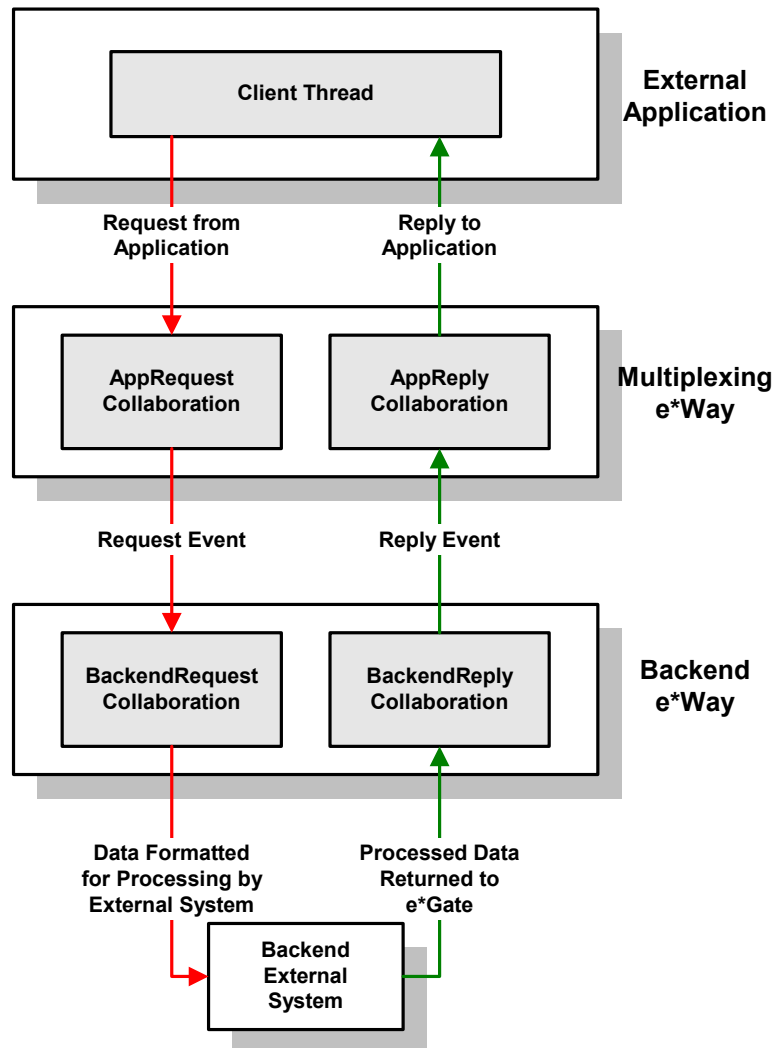 Client Thread
External
Application
Request from
Application
Reply to
Application
AppRequest
Collaboration
AppReply
Collaboration
Multiplexing
e*Way
Request Event
Reply Event
BackendRequest
Collaboration
BackendReply
Collaboration
Backend
e*Way
Data Formatted
for Processing by
External System
Processed Data
Returned to
e*Gate
Backend
External
System